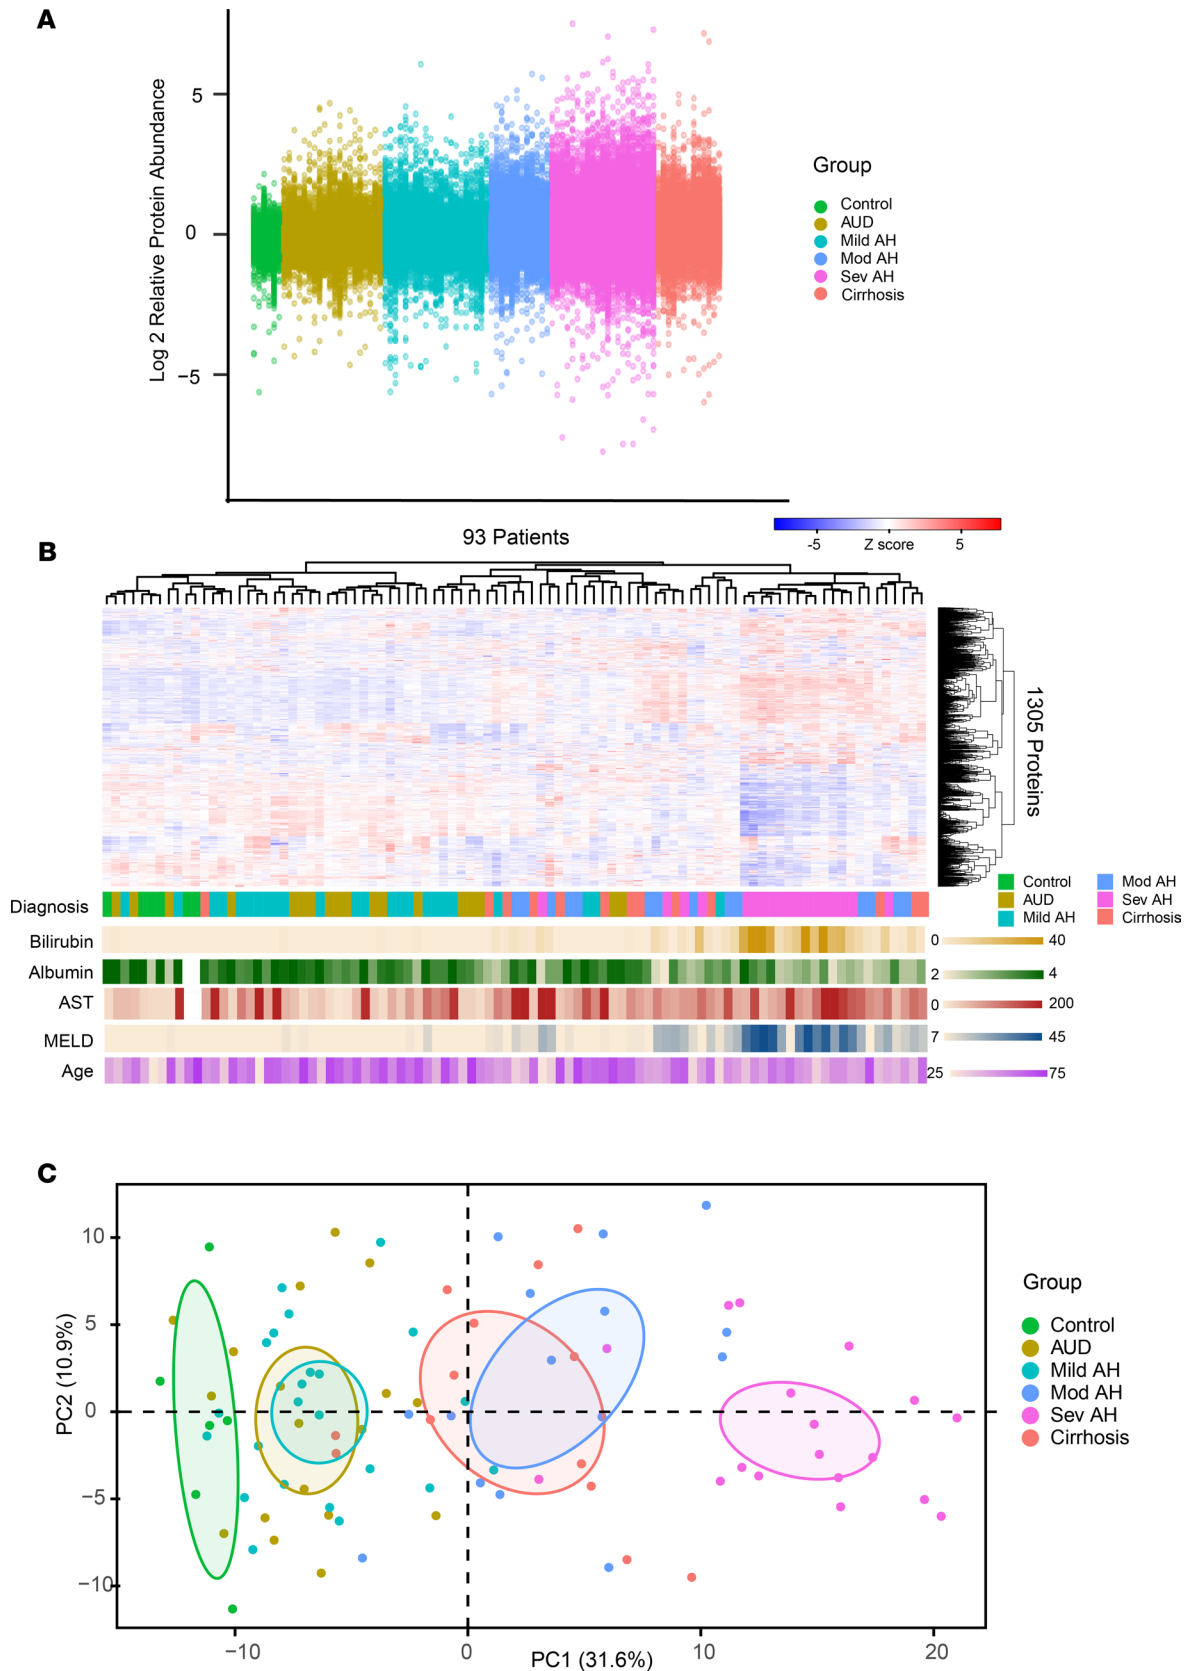 A
Log 2 Relative Protein Abundance
5
0
−5
Group
Control
AUD
Mild AH
Mod AH
Sev AH
Cirrhosis
93 Patients
-5
Z score
5
B
1305 Proteins
Control
AUD
Mild AH
Mod AH
Sev AH
Cirrhosis
Diagnosis
Bilirubin
0
40
Albumin
2
4
AST
0
200
MELD
7
45
Age
25
75
C
PC2 (10.9%)
10
5
0
−5
−10
−10
0
10
20
PC1 (31.6%)
Group
Control
AUD
Mild AH
Mod AH
Sev AH
Cirrhosis